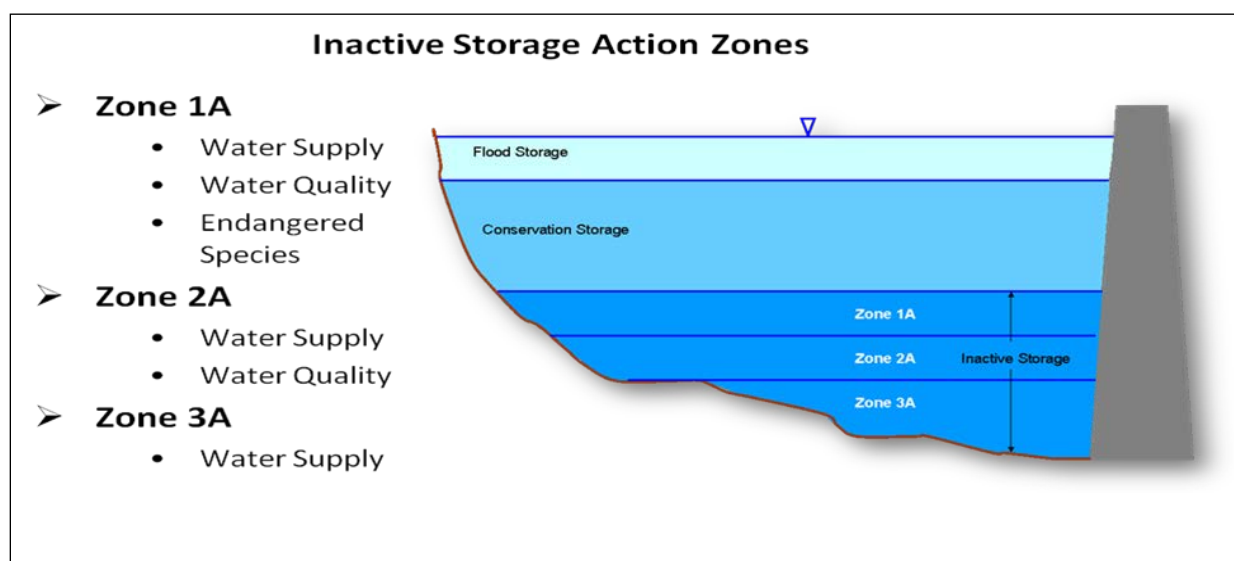 Inactive Storage Action Zones
➢ Zone 1A
• Water Supply
• Water Quality
• Endangered
Species
➢ Zone 2A
• Water Supply
• Water Quality
➢ Zone 3A
• Water Supply
Flood Storage
Conservation Storage
Zone 1A
Zone 2A
Inactive Storage
Zone 3A